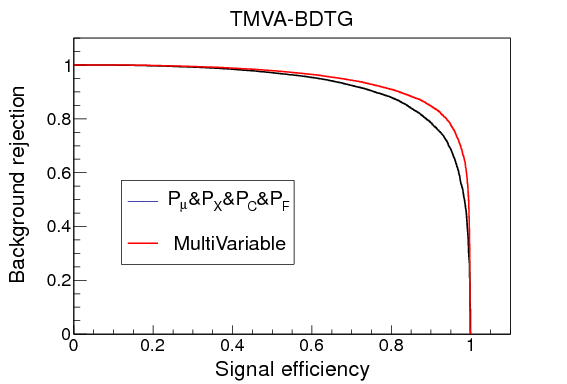 TMVA-BDTG
Background rejection
1
0.8
0.6
0.4
0.2
0
Pμ&PX&PC&PF
MultiVariable
0 0.2 0.4 0.6 0.8 1
Signal efficiency